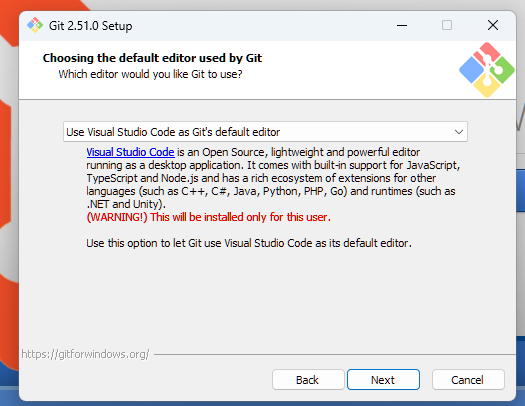 Git 2.51.0 Setup
Choosing the default editor used by Git
Which editor would you like Git to use?
Use Visual Studio Code as Git's default editor
Visual Studio Code is an Open Source, lightweight and powerful editor
running as a desktop application. It comes with built-in support for JavaScript,
TypeScript and Node.js and has a rich ecosystem of extensions for other
languages (such as C++, C#, Java, Python, PHP, Go) and runtimes (such as
.NET and Unity).
(WARNING!) This will be installed only for this user.
Use this option to let Git use Visual Studio Code as its default editor.
https://gitforwindows.org/
Back
Next
Cancel